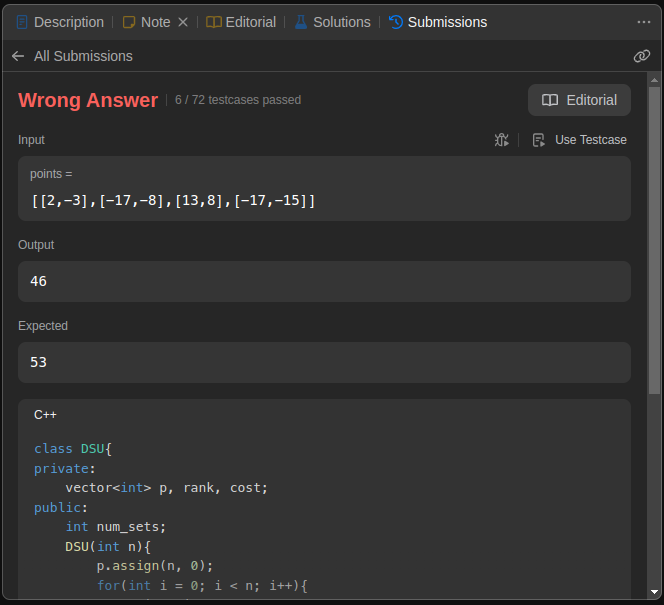 Description | Note ✕ | Editorial | Solutions | Submissions ...
← All Submissions
Wrong Answer | 6 / 72 testcases passed
Editorial
Input
Use Testcase
points =
[[2,−3],[−17,−8],[13,8],[−17,−15]]
Output
46
Expected
53
C++
class DSU{
private:
    vector<int> p, rank, cost;
public:
    int num_sets;
    DSU(int n){
        p.assign(n, 0);
        for(int i = 0; i < n; i++){